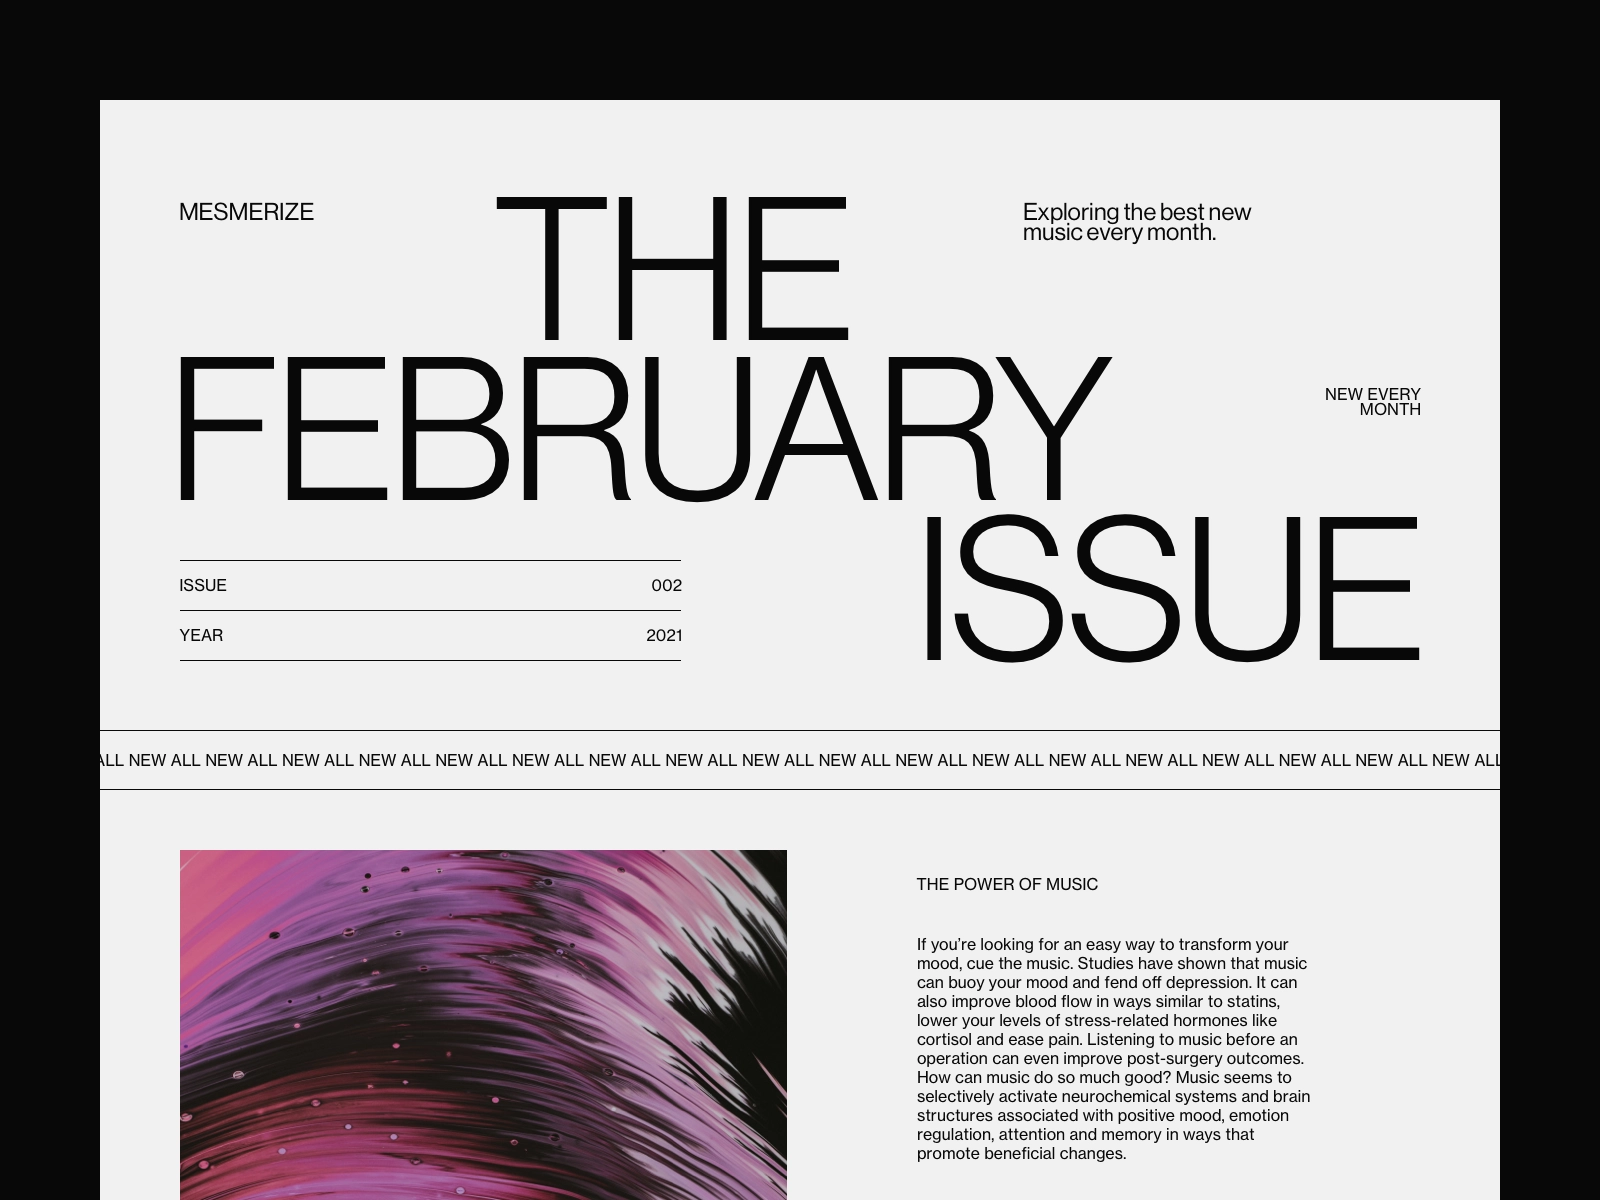 MESMERIZE
THE
Exploring the best new
music every month.
FEBRUARY
NEW EVERY
MONTH
ISSUE
ISSUE 002
YEAR 2021
ALL NEW ALL NEW ALL NEW ALL NEW ALL NEW ALL NEW ALL NEW ALL NEW ALL NEW ALL NEW ALL NEW ALL NEW ALL NEW ALL NEW ALL NEW ALL NEW ALL NEW ALL NEW ALL
THE POWER OF MUSIC
If you’re looking for an easy way to transform your
mood, cue the music. Studies have shown that music
can buoy your mood and fend off depression. It can
also improve blood flow in ways similar to statins,
lower your levels of stress-related hormones like
cortisol and ease pain. Listening to music before an
operation can even improve post-surgery outcomes.
How can music do so much good? Music seems to
selectively activate neurochemical systems and brain
structures associated with positive mood, emotion
regulation, attention and memory in ways that
promote beneficial changes.